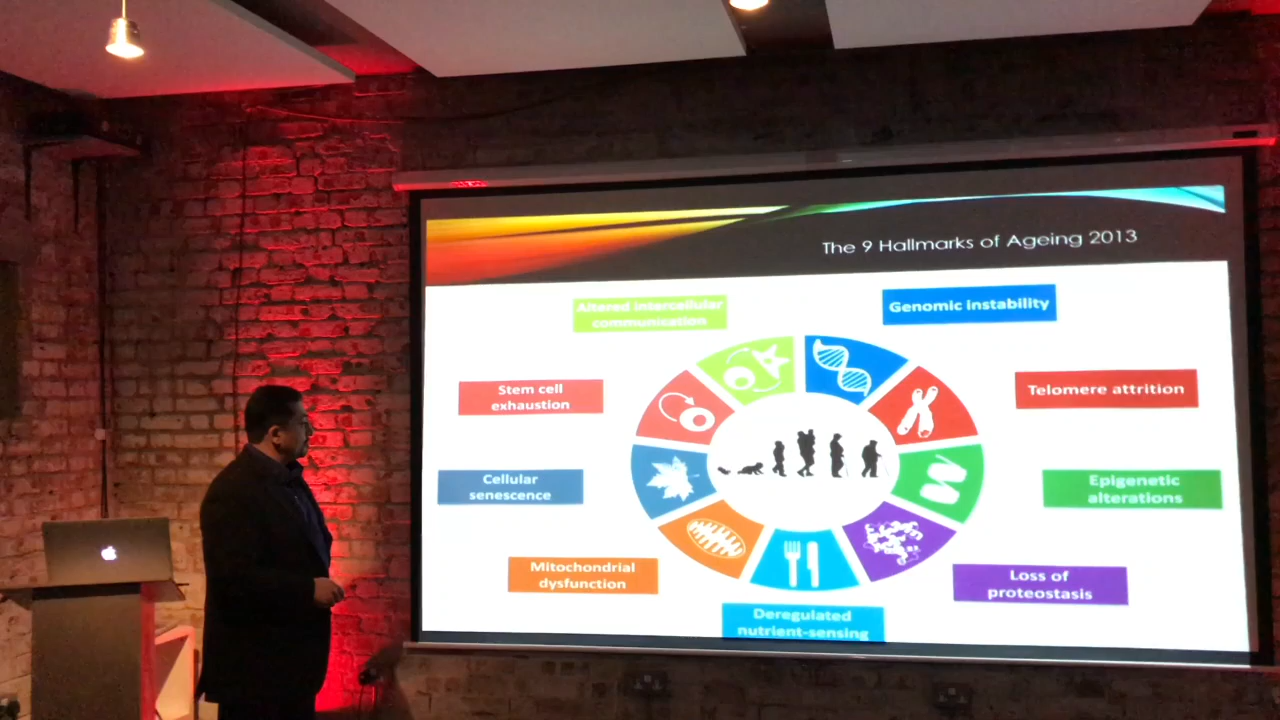 The 9 Hallmarks of Ageing 2013
Altered intercellular
communication
Genomic instability
Stem cell
exhaustion
Telomere attrition
Cellular
senescence
Epigenetic
alterations
Mitochondrial
dysfunction
Loss of
proteostasis
Deregulated
nutrient-sensing